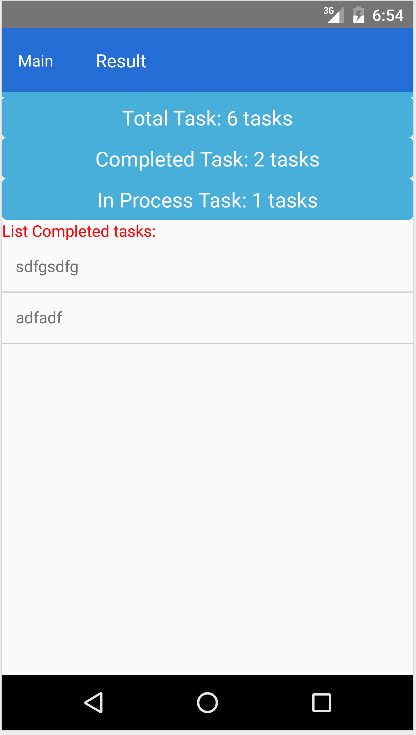 3G 6:54
Main Result
Total Task: 6 tasks
Completed Task: 2 tasks
In Process Task: 1 tasks
List Completed tasks:
sdfgsdfg
adfadf